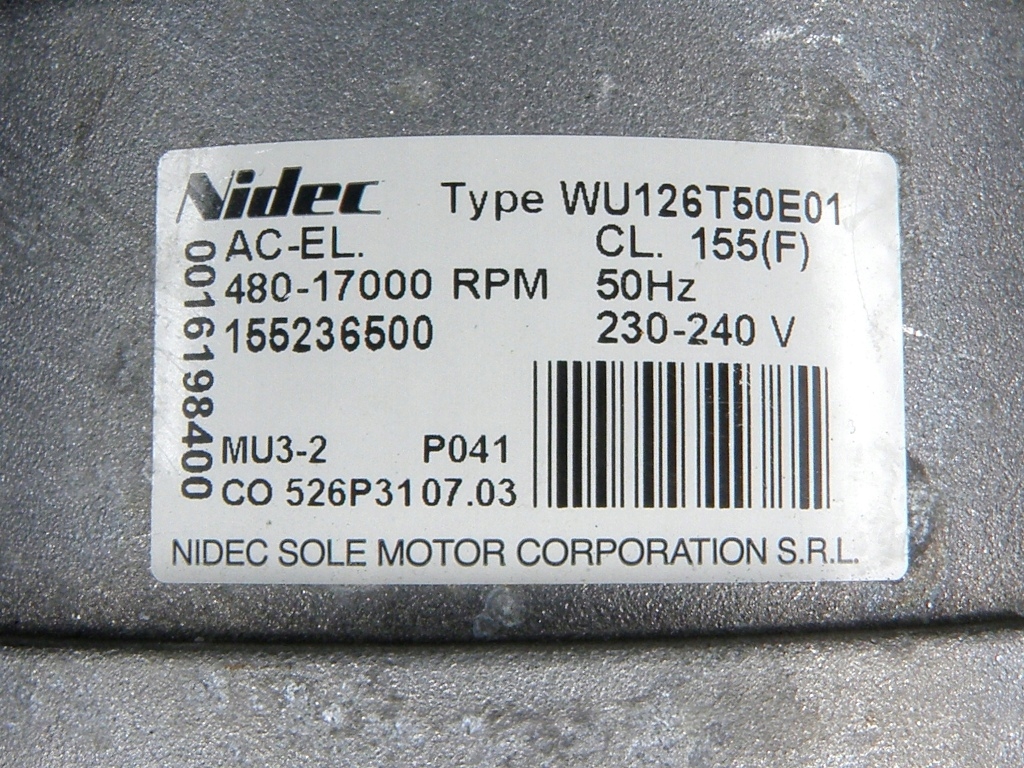 Nidec Type WU126T50E01
AC-EL. CL. 155(F)
480-17000 RPM 50Hz
155236500 230-240 V
0016198400
MU3-2 P041
CO 526P31 07.03
NIDEC SOLE MOTOR CORPORATION S.R.L.